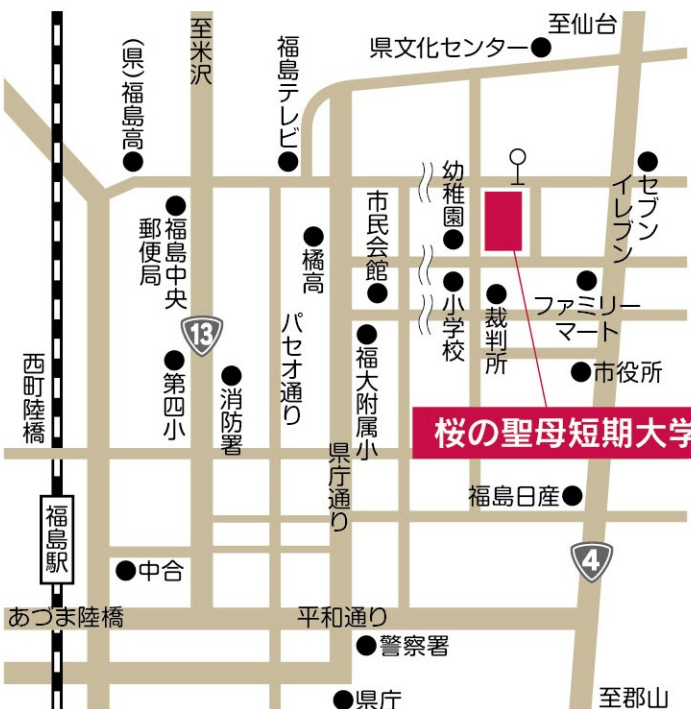 至仙台
県文化センター
至米沢
福島テレビ
(県)福島高
幼稚園
セブン
イレブン
市民会館
福島中央
郵便局
橘高
小学校
裁判所
ファミリー
マート
13
パセオ通り
福大附属小
市役所
西町陸橋
第四小
消防署
桜の聖母短期大学
県庁通り
福島日産
福島駅
4
中合
あづま陸橋
平和通り
警察署
県庁
至郡山